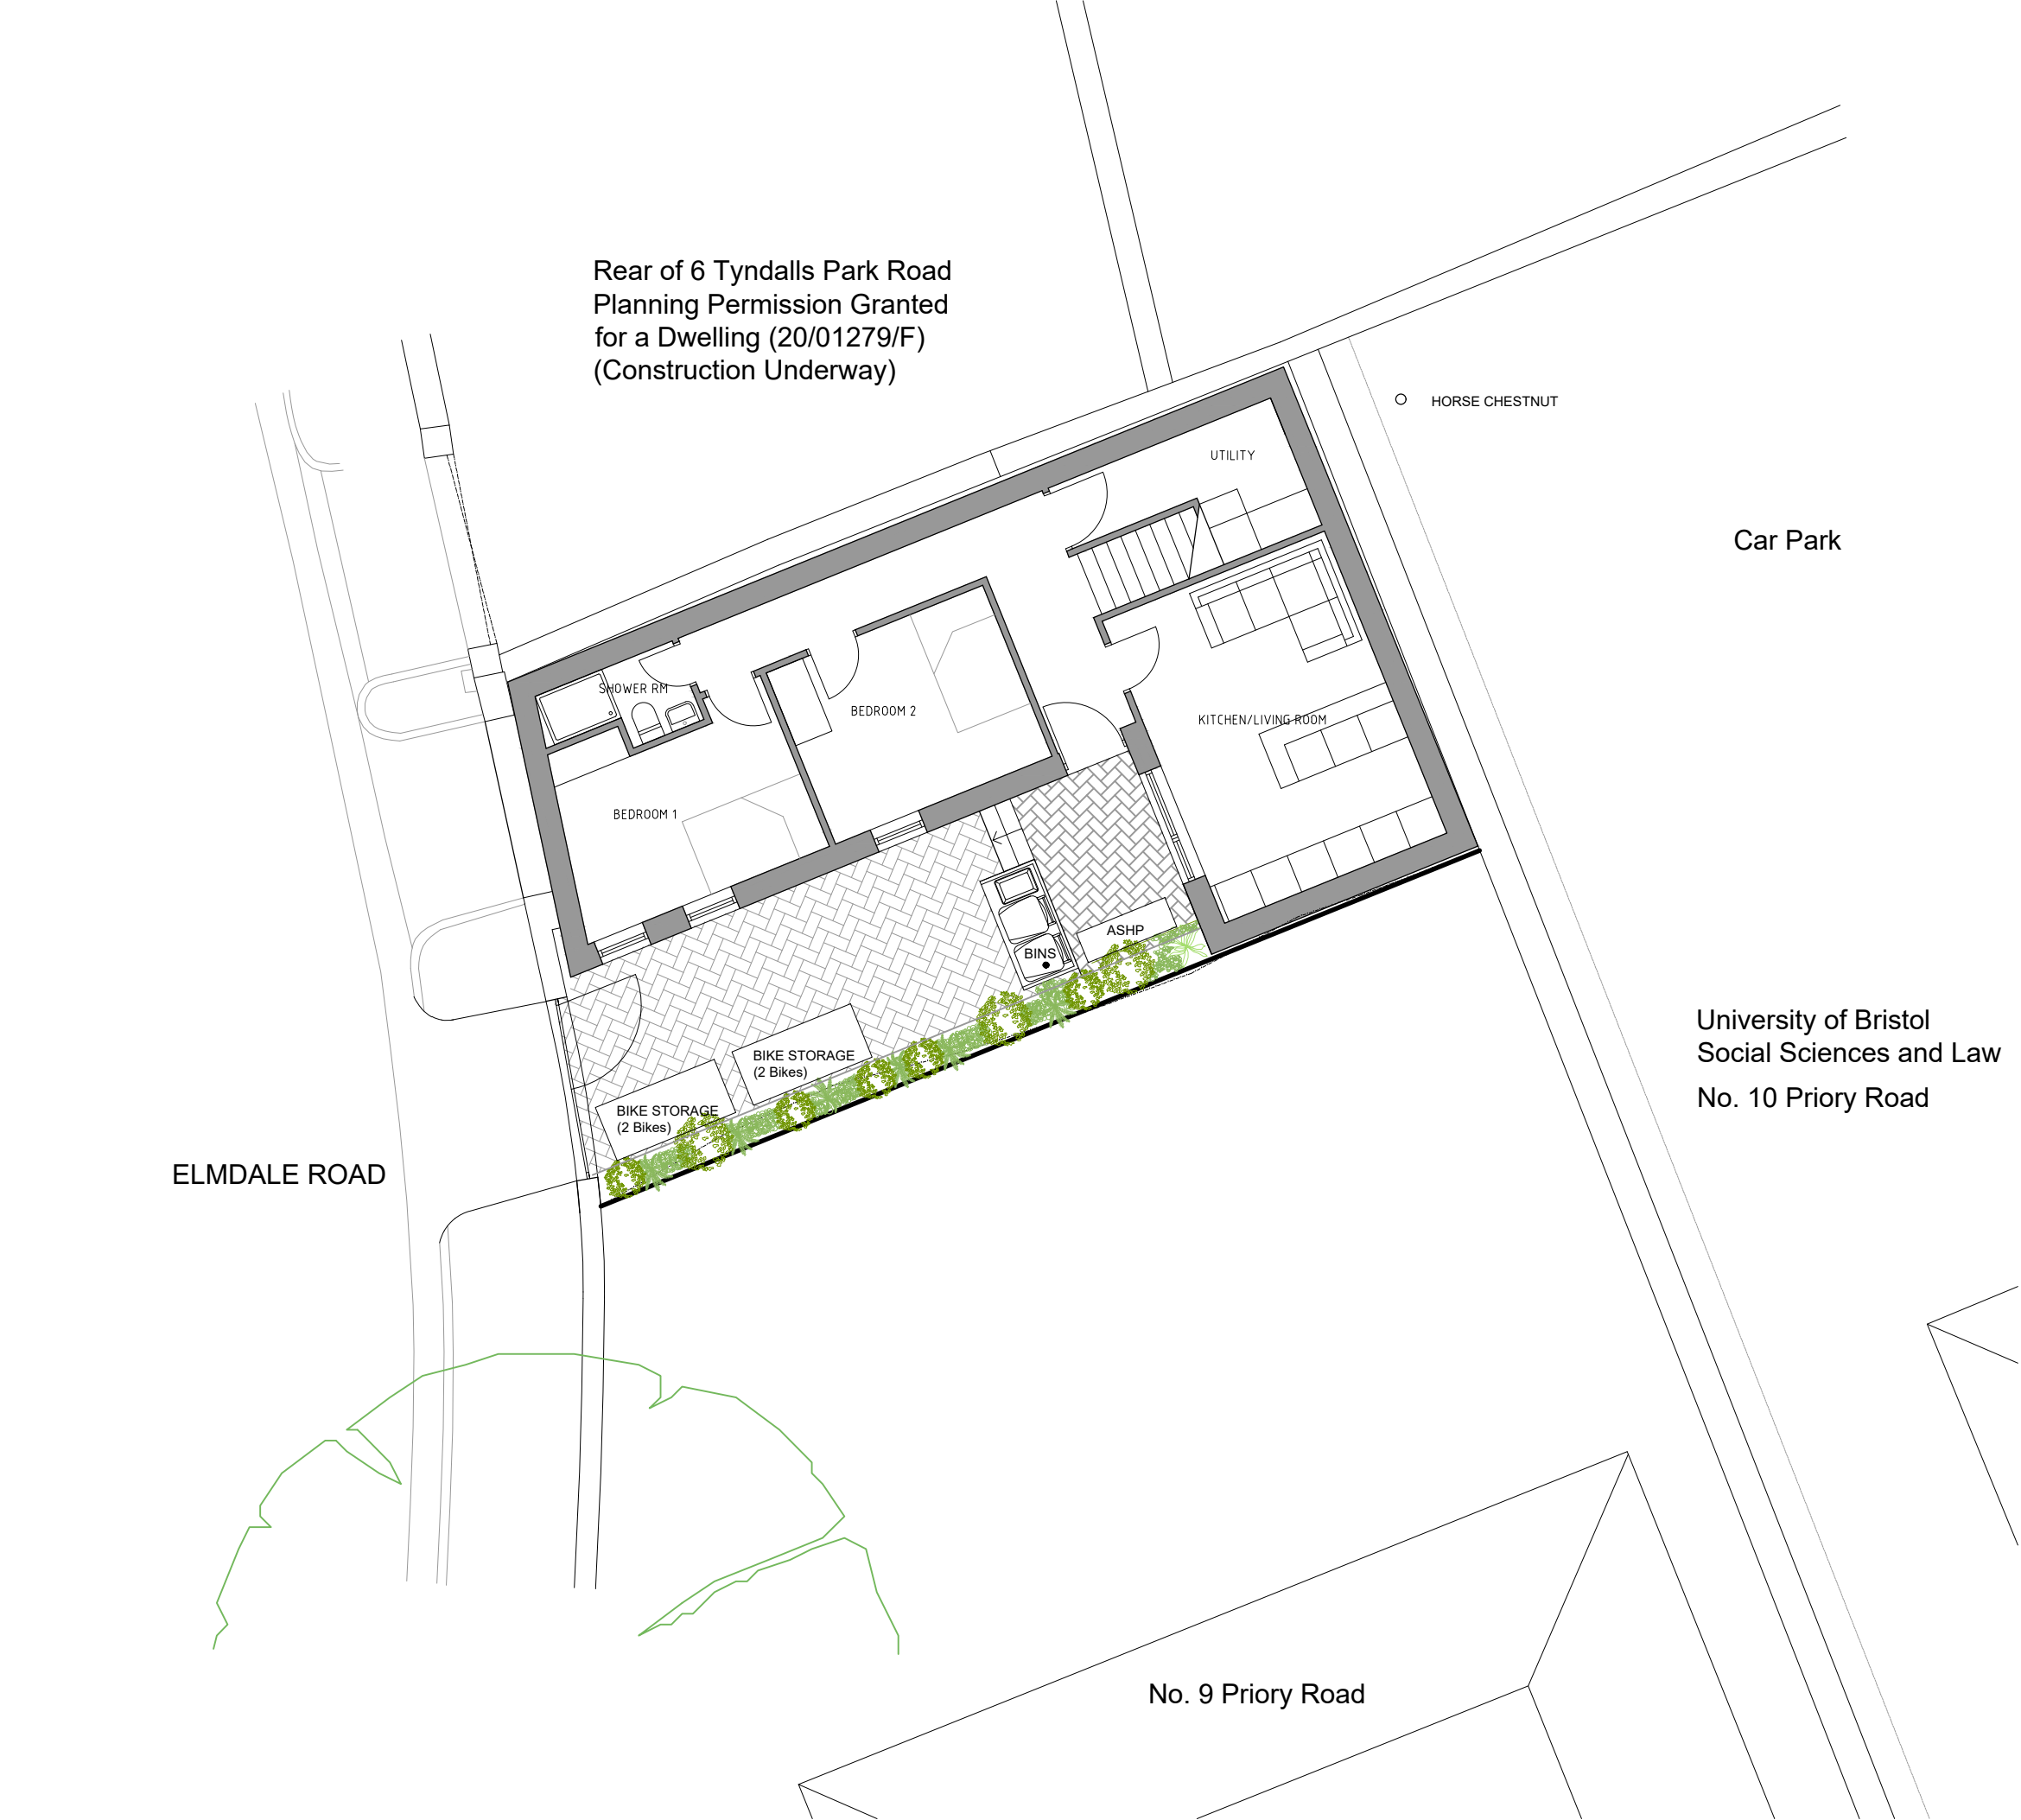 Rear of 6 Tyndalls Park Road
Planning Permission Granted
for a Dwelling (20/01279/F)
(Construction Underway)
HORSE CHESTNUT
UTILITY
Car Park
SHOWER RM
BEDROOM 2
KITCHEN/LIVING ROOM
BEDROOM 1
ASHP
BINS
BIKE STORAGE
(2 Bikes)
BIKE STORAGE
(2 Bikes)
University of Bristol
Social Sciences and Law
No. 10 Priory Road
ELMDALE ROAD
No. 9 Priory Road